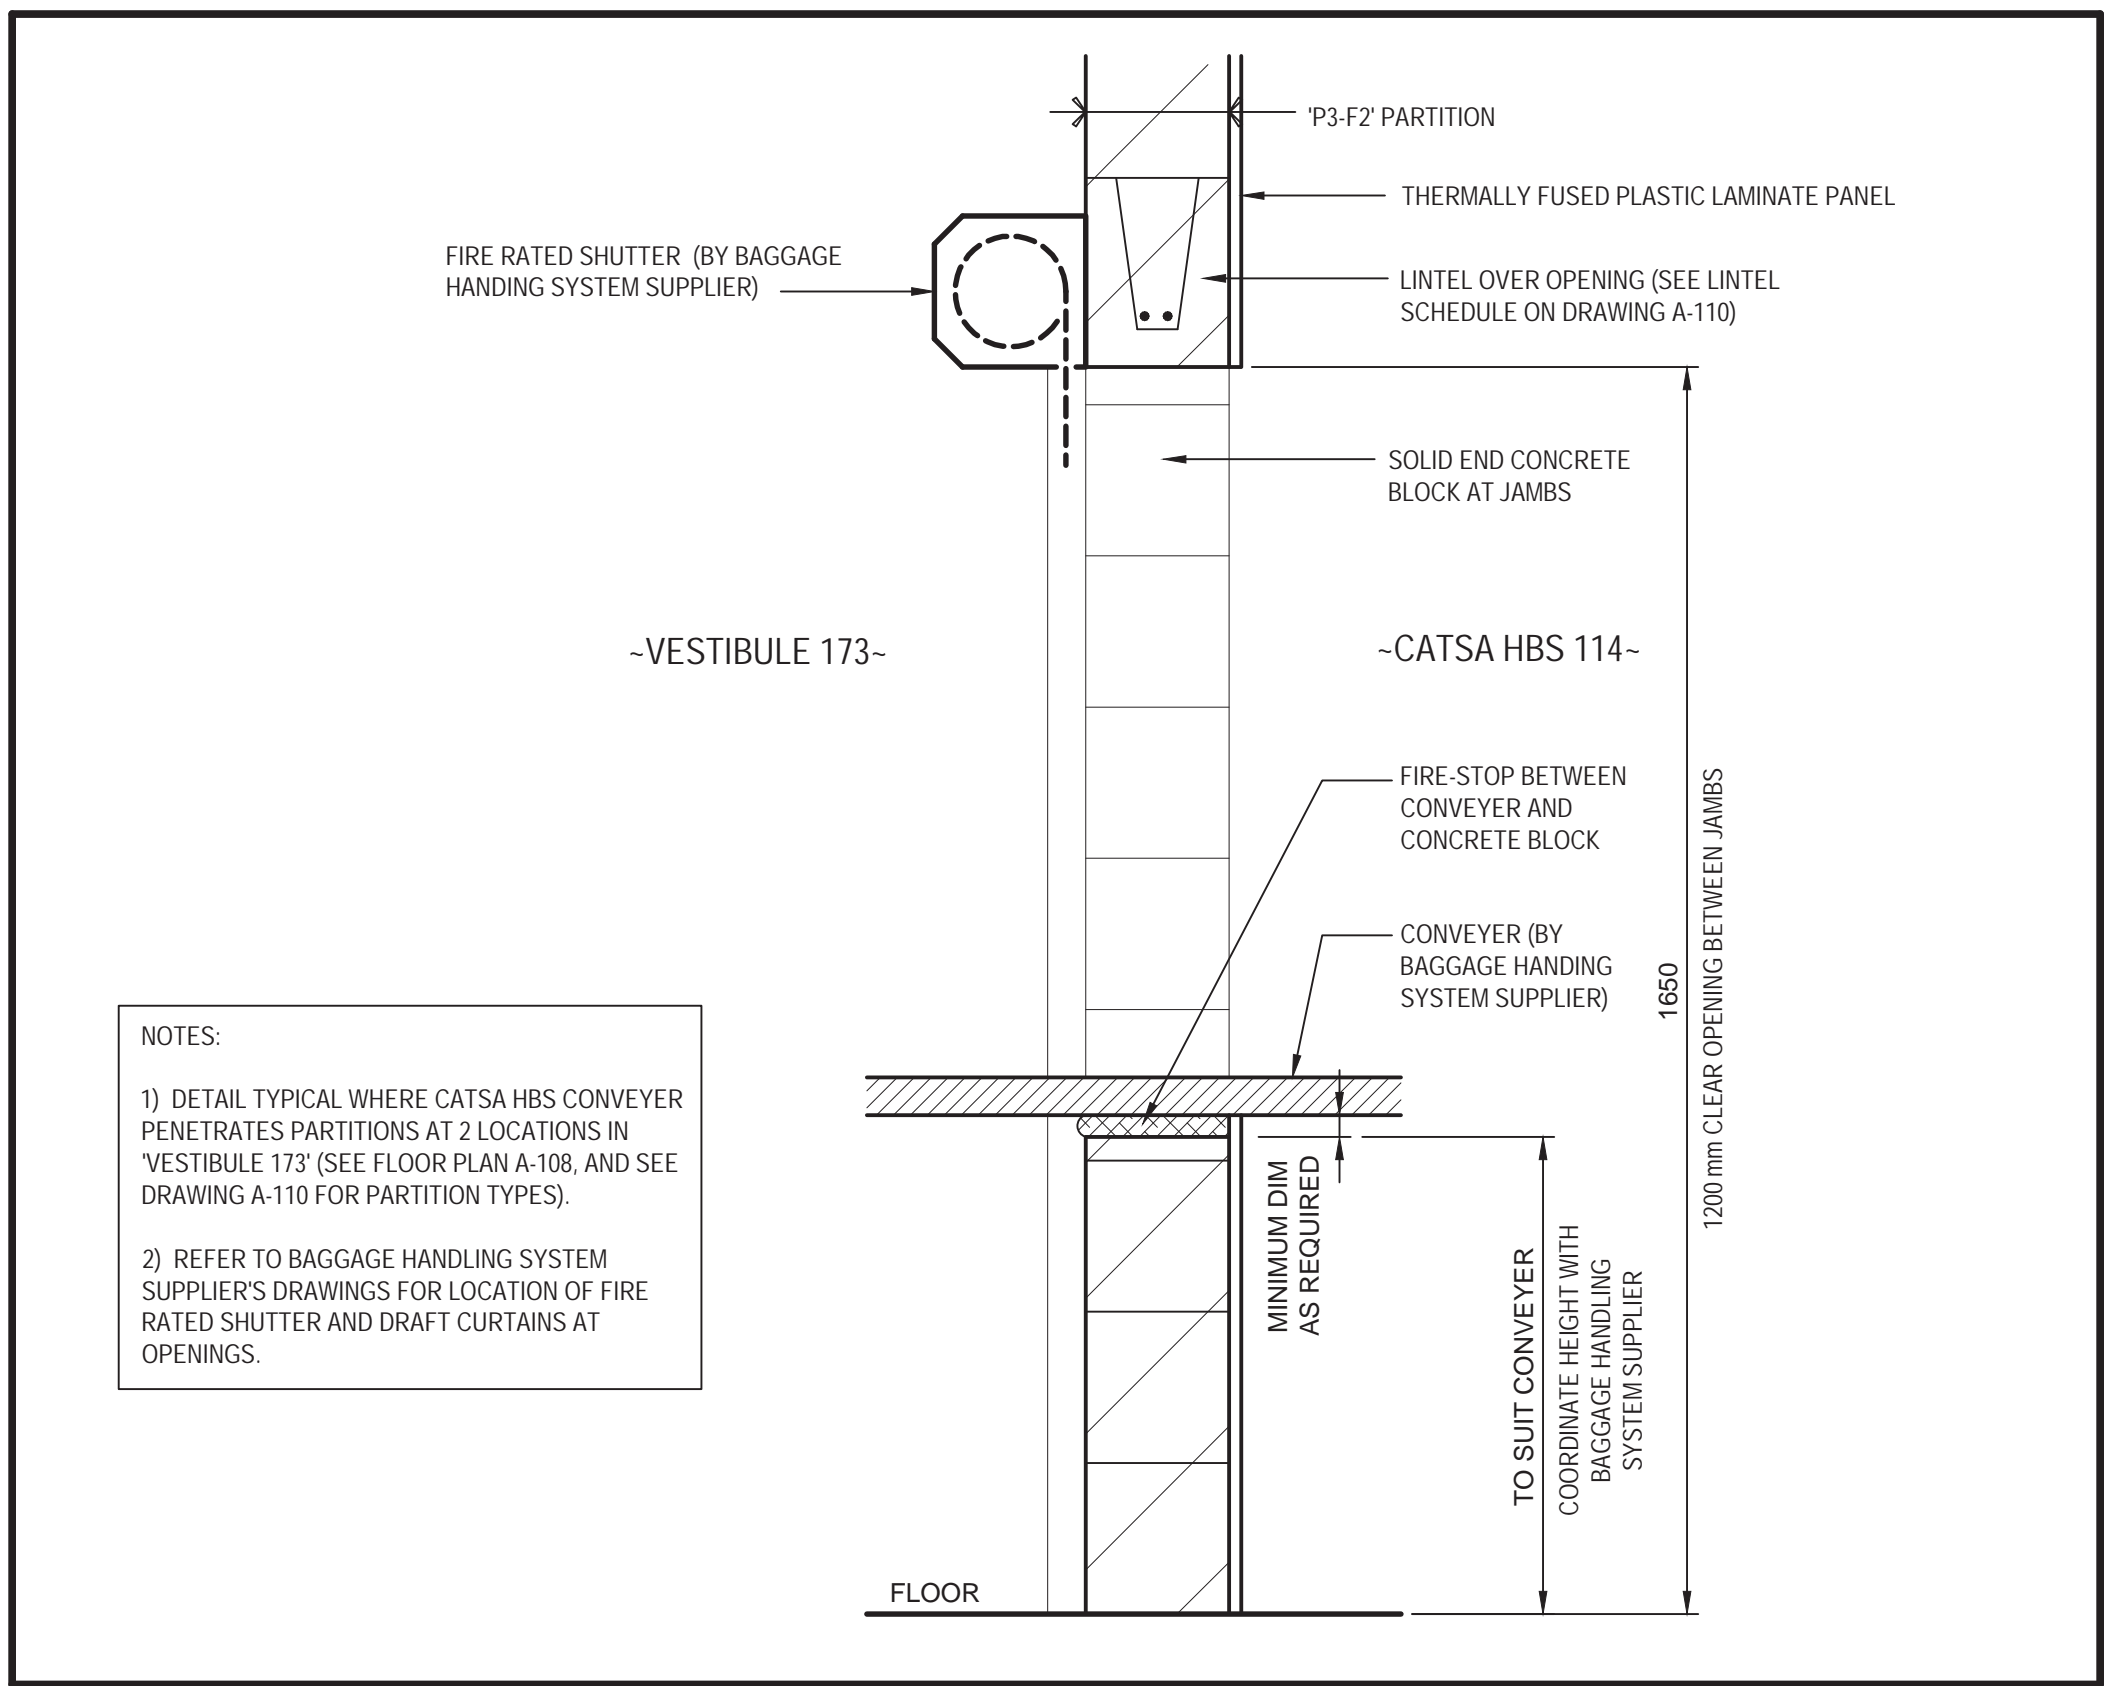 'P3-F2' PARTITION
THERMALLY FUSED PLASTIC LAMINATE PANEL
FIRE RATED SHUTTER (BY BAGGAGE
HANDING SYSTEM SUPPLIER)
LINTEL OVER OPENING (SEE LINTEL
SCHEDULE ON DRAWING A-110)
SOLID END CONCRETE
BLOCK AT JAMBS
~VESTIBULE 173~
~CATSA HBS 114~
FIRE-STOP BETWEEN
CONVEYER AND
CONCRETE BLOCK
CONVEYER (BY
BAGGAGE HANDING
SYSTEM SUPPLIER)
1650
1200 mm CLEAR OPENING BETWEEN JAMBS
NOTES:
1) DETAIL TYPICAL WHERE CATSA HBS CONVEYER
PENETRATES PARTITIONS AT 2 LOCATIONS IN
'VESTIBULE 173' (SEE FLOOR PLAN A-108, AND SEE
DRAWING A-110 FOR PARTITION TYPES).
2) REFER TO BAGGAGE HANDLING SYSTEM
SUPPLIER'S DRAWINGS FOR LOCATION OF FIRE
RATED SHUTTER AND DRAFT CURTAINS AT
OPENINGS.
MINIMUM DIM
AS REQUIRED
TO SUIT CONVEYER
COORDINATE HEIGHT WITH
BAGGAGE HANDLING
SYSTEM SUPPLIER
FLOOR